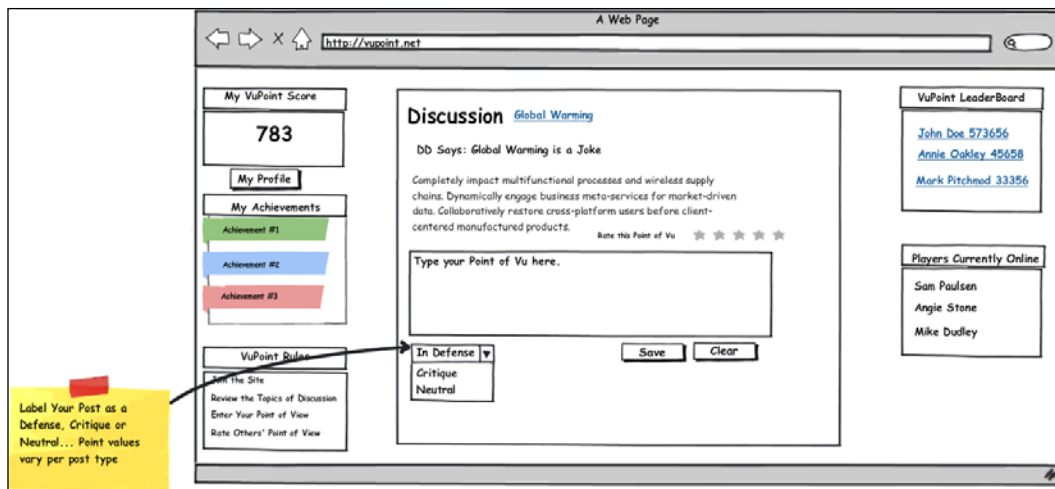 A Web Page
http://vupoint.net
My VuPoint Score
783
My Profile
My Achievements
Achievement #1
Achievement #2
Achievement #3
VuPoint Rules
Join the Site
Review the Topics of Discussion
Enter Your Point of View
Rate Others' Point of View
Discussion Global Warming
DD Says: Global Warming is a Joke
Completely impact multifunctional processes and wireless supply
chains. Dynamically engage business meta-services for market-driven
data. Collaboratively restore cross-platform users before client-
centered manufactured products.
Rate this Point of Vu
Type your Point of Vu here.
In Defense
Critique
Neutral
Save
Clear
VuPoint LeaderBoard
John Doe 573656
Annie Oakley 45658
Mark Pitchmod 33356
Players Currently Online
Sam Paulsen
Angie Stone
Mike Dudley
Label Your Post as a
Defense, Critique or
Neutral... Point values
vary per post type